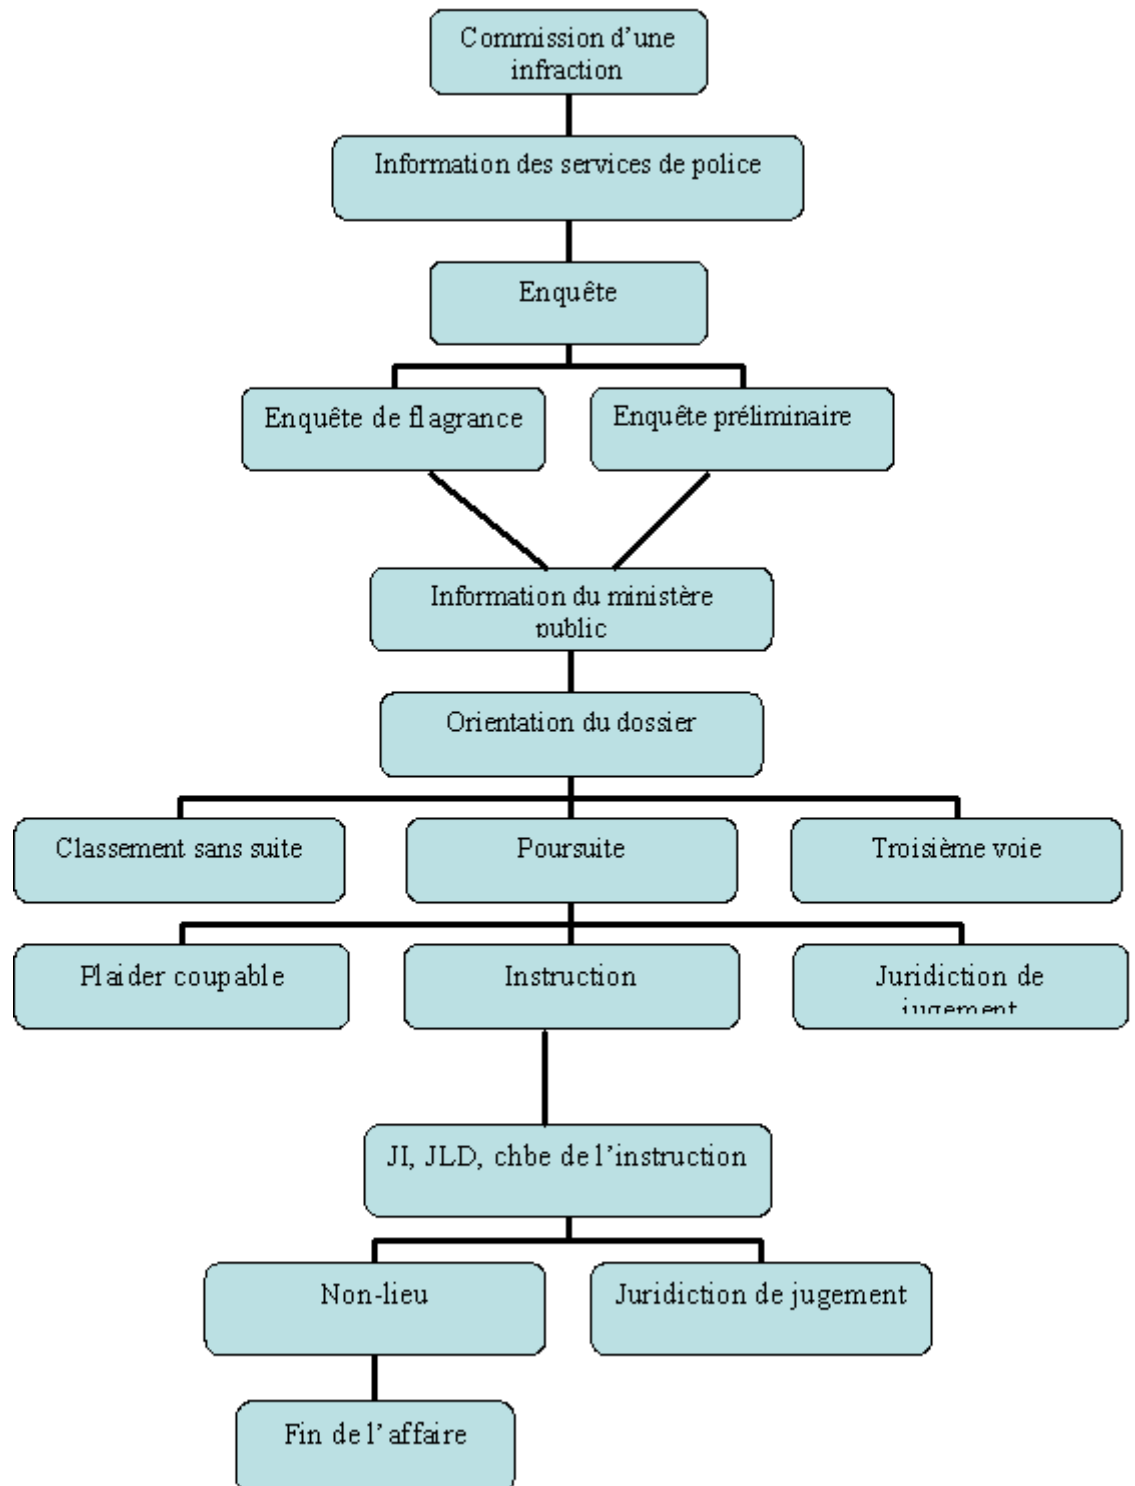 Commission d’une
infraction
Information des services de police
Enquête
Enquête de flagrance
Enquête préliminaire
Information du ministère
public
Orientation du dossier
Classement sans suite
Poursuite
Troisième voie
Plaider coupable
Instruction
Juridiction de
jugement
JI, JLD, chbe de l’instruction
Non-lieu
Juridiction de jugement
Fin de l’affaire